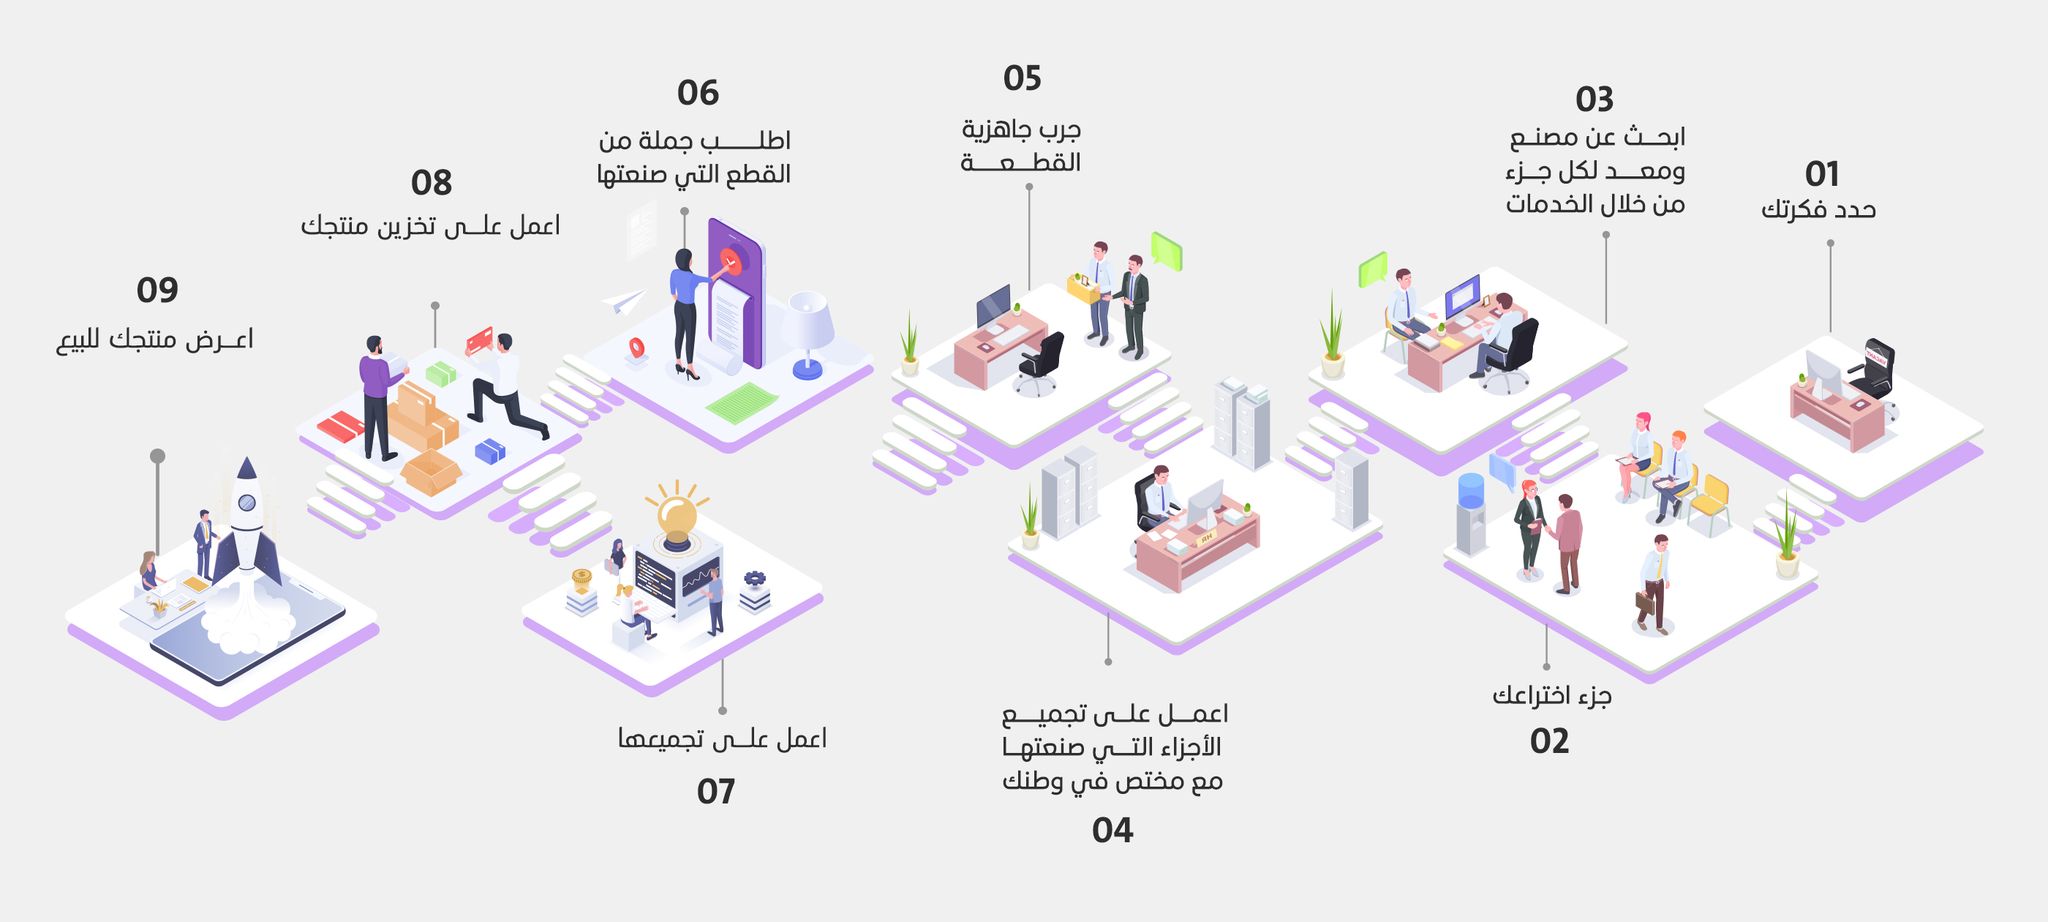 01
حدد فكرتك
جزء اختراعك
02
03
ابحث عن مصنع
ومعد لكل جزء
من خلال الخدمات
اعمل على تجميع
الأجزاء التي صنعتها
مع مختص في وطنك
04
05
جرب جاهزية
القطعة
06
اطلب جملة من
القطع التي صنعتها
اعمل على تجميعها
07
08
اعمل على تخزين منتجك
09
اعرض منتجك للبيع
RH